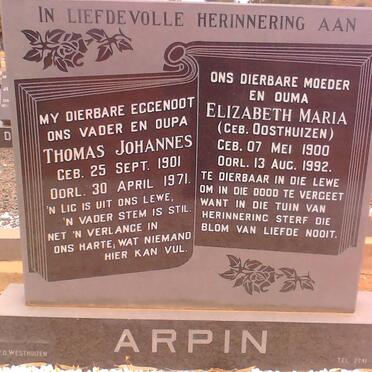 IN LIEFDEVOLLE HERINNERING AAN
MY DIERBARE EGGENOOT
ONS VADER EN OUPA
THOMAS JOHANNES
GEB. 25 SEPT. 1901
OORL. 30 APRIL 1971.
'N LIG IS UIT ONS LEWE,
'N VADER STEM IS STIL.
NET 'N VERLANGE IN
ONS HARTE, WAT NIEMAND
HIER KAN VUL.
ONS DIERBARE MOEDER
EN OUMA
ELIZABETH MARIA
(GEB. OOSTHUIZEN)
GEB. 07 MEI 1900
OORL. 13 AUG. 1992.
TE DIERBAAR IN DIE LEWE
OM IN DIE DOOD TE VERGEET
WANT IN DIE TUIN VAN
HERINNERING STERF DIE
BLOM VAN LIEFDE NOOIT.
ARPIN
WESTHUIZEN
TEL.